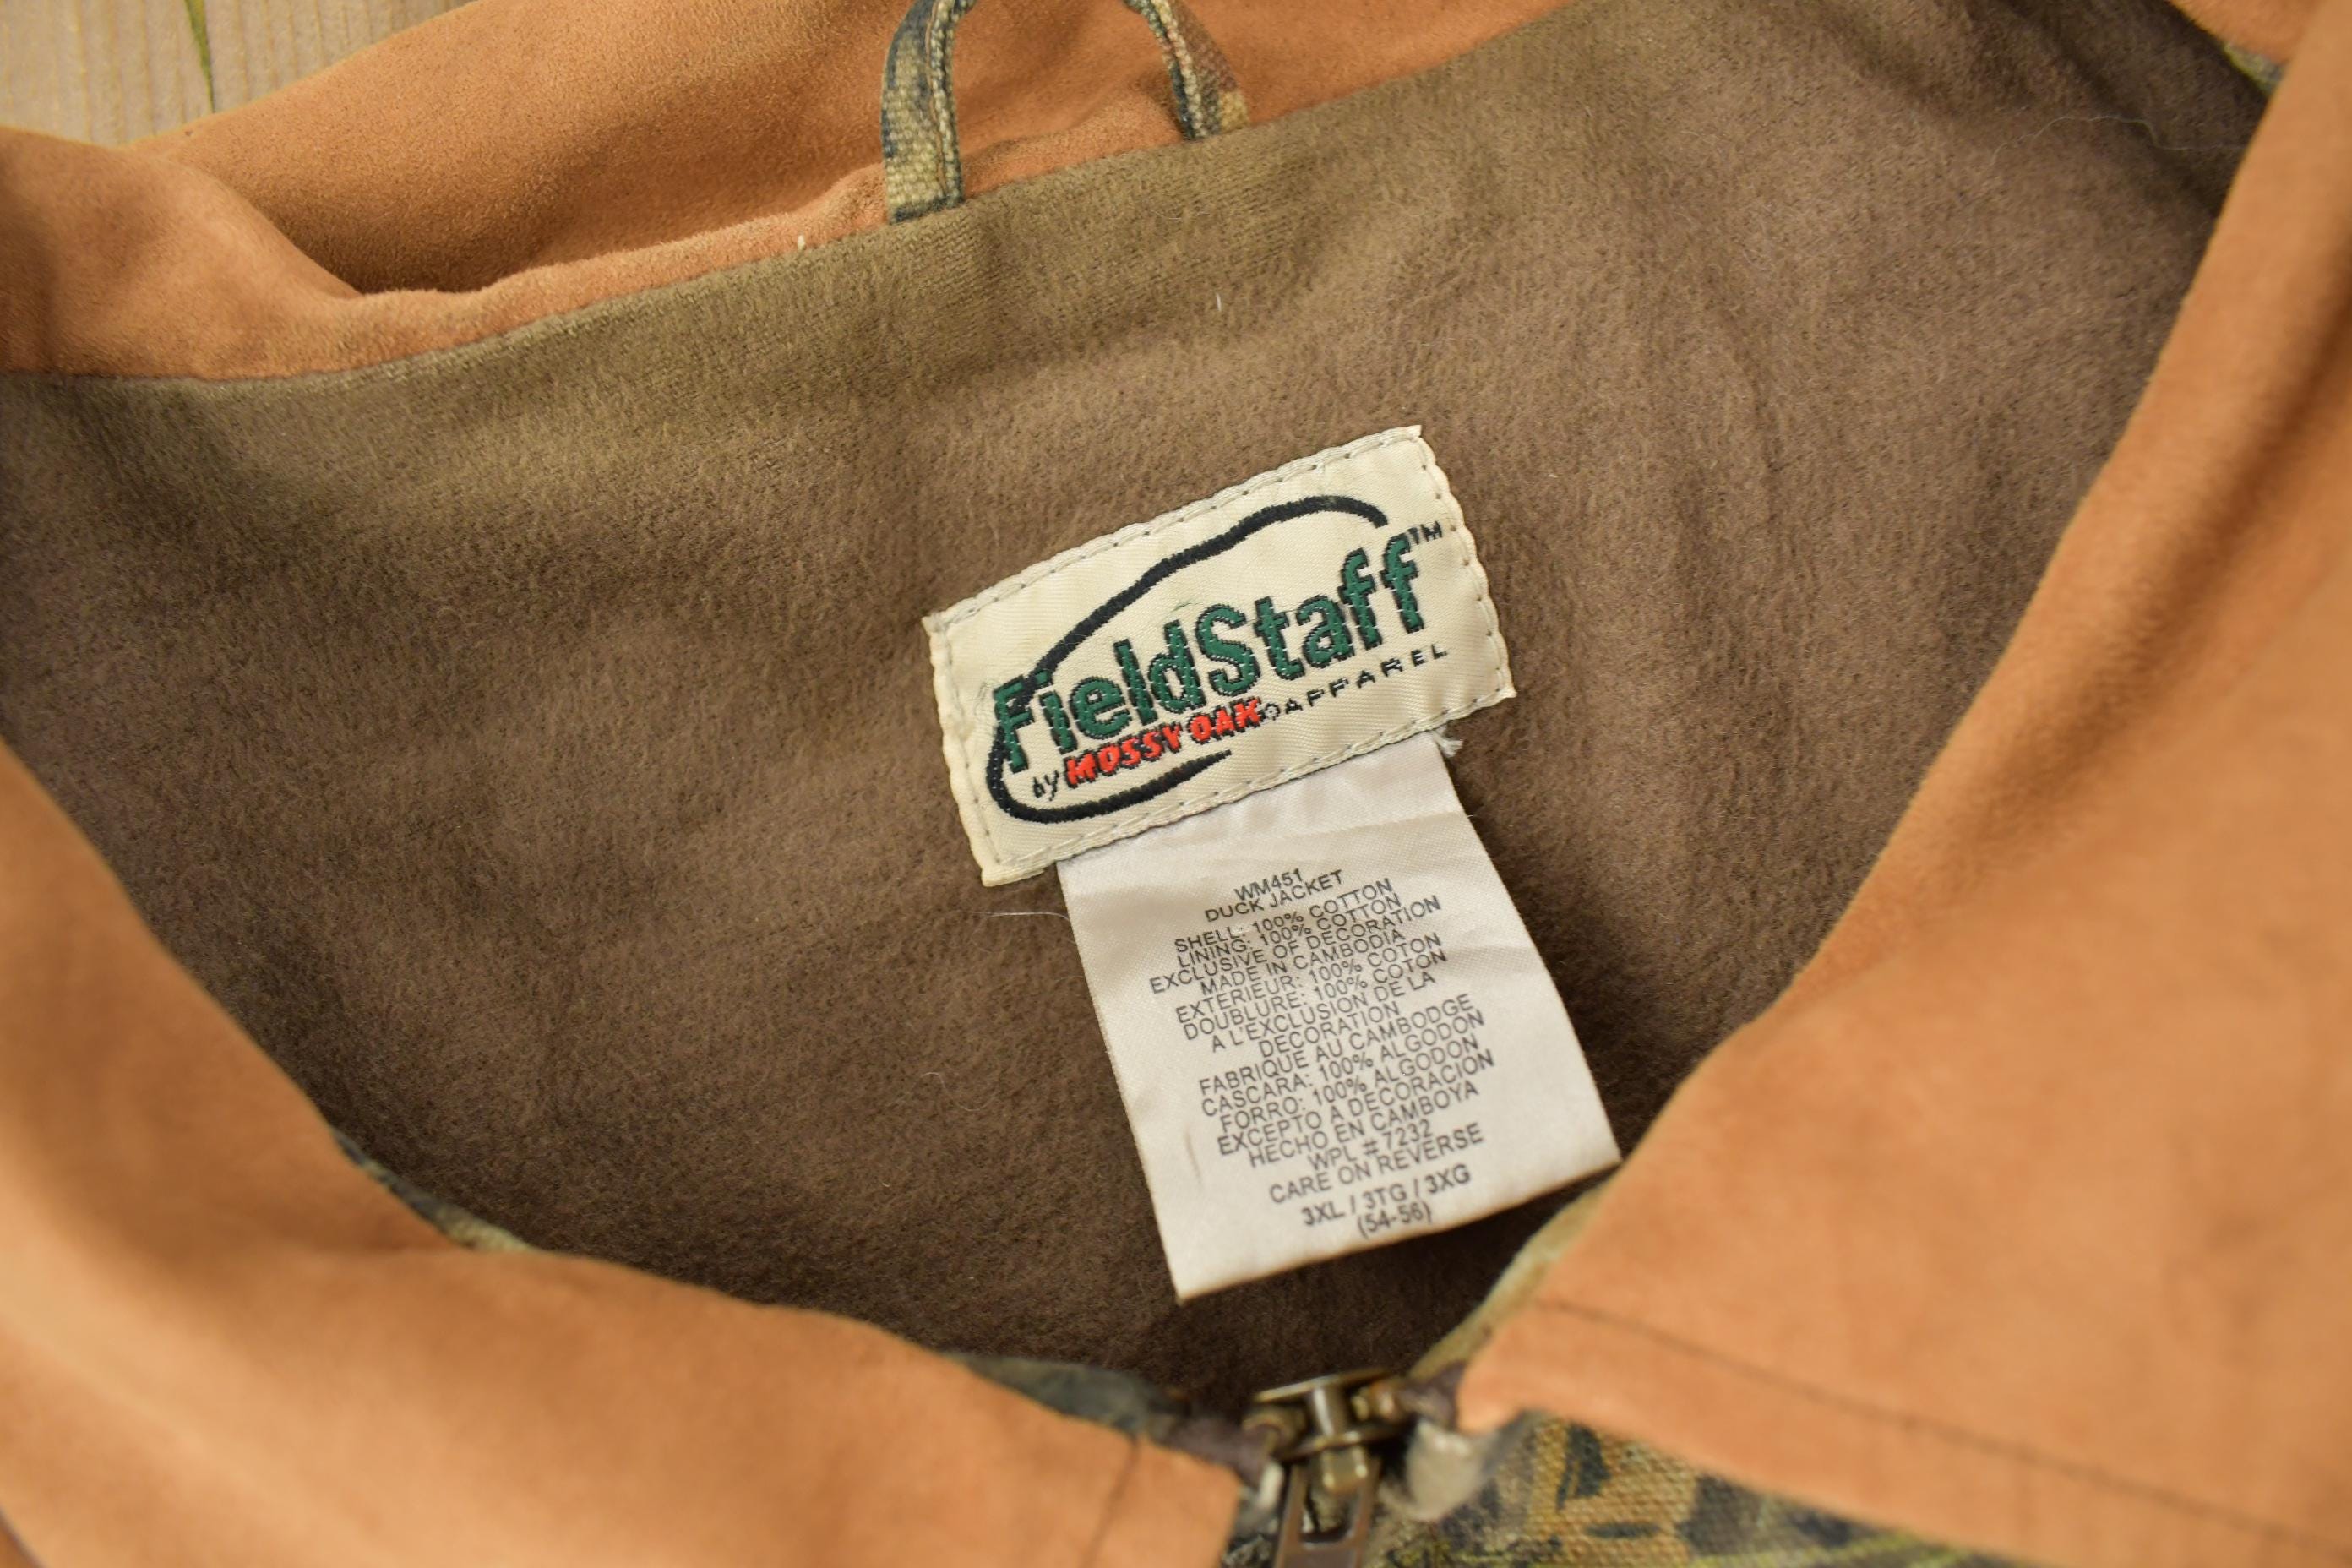 FieldStaff™
by MOSSY OAK® APPAREL
WM451
DUCK JACKET
SHELL: 100% COTTON
LINING: 100% COTTON
EXCLUSIVE OF DECORATION
MADE IN CAMBODIA
EXTERIEUR: 100% COTON
DOUBLURE: 100% COTON
A L'EXCLUSION DE LA
DECORATION
FABRIQUE AU CAMBODGE
CASCARA: 100% ALGODON
FORRO: 100% ALGODON
EXCEPTO A DECORACION
HECHO EN CAMBOYA
WPL # 7232
CARE ON REVERSE
3XL / 3TG / 3XG
(54-56)